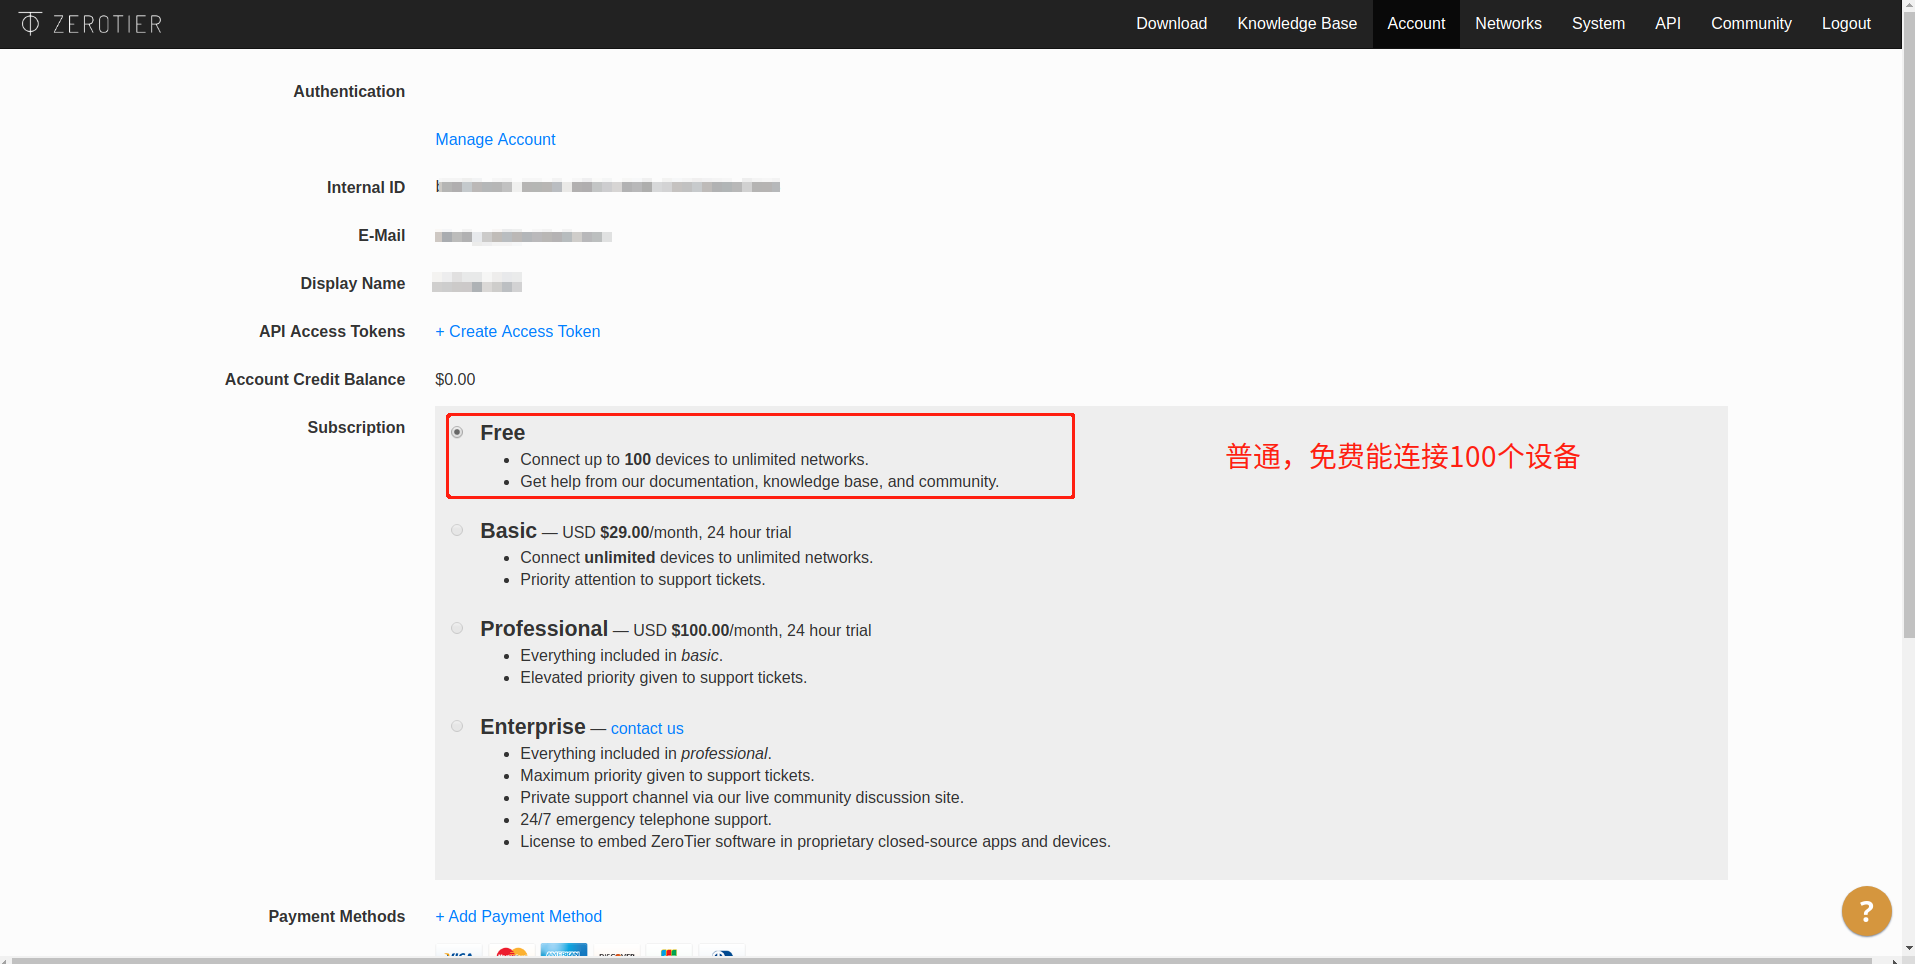 ZEROTIER
Download Knowledge Base Account Networks System API Community Logout
Authentication
Manage Account
Internal ID
E-Mail
Display Name
API Access Tokens + Create Access Token
Account Credit Balance $0.00
Subscription
Free
Connect up to 100 devices to unlimited networks.
Get help from our documentation, knowledge base, and community.
普通，免费能连接100个设备
Basic — USD $29.00/month, 24 hour trial
Connect unlimited devices to unlimited networks.
Priority attention to support tickets.
Professional — USD $100.00/month, 24 hour trial
Everything included in basic.
Elevated priority given to support tickets.
Enterprise — contact us
Everything included in professional.
Maximum priority given to support tickets.
Private support channel via our live community discussion site.
24/7 emergency telephone support.
License to embed ZeroTier software in proprietary closed-source apps and devices.
Payment Methods + Add Payment Method
?